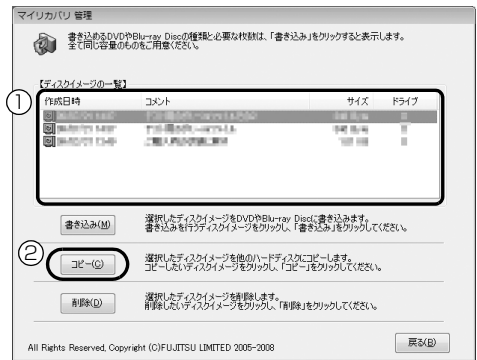 マイリカバリ 管理
書き込めるDVDやBlu-ray Discの種類と必要な枚数は、「書き込み」をクリックすると表示します。
全て同じ容量のものをご用意ください。
【ディスクイメージの一覧】
①
作成日時 コメント サイズ ドライブ
書き込み(M)
選択したディスクイメージをDVDやBlu-ray Discに書き込みます。
書き込みを行うディスクイメージをクリックし、「書き込み」をクリックしてください。
②
コピー(C)
選択したディスクイメージを他のハードディスクにコピーします。
コピーしたいディスクイメージをクリックし、「コピー」をクリックしてください。
削除(D)
選択したディスクイメージを削除します。
削除したいディスクイメージをクリックし、「削除」をクリックしてください。
All Rights Reserved, Copyright (C)FUJITSU LIMITED 2005-2008
戻る(B)